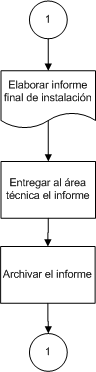 1
Elaborar informe
final de instalación
Entregar al área
técnica el informe
Archivar el informe
1